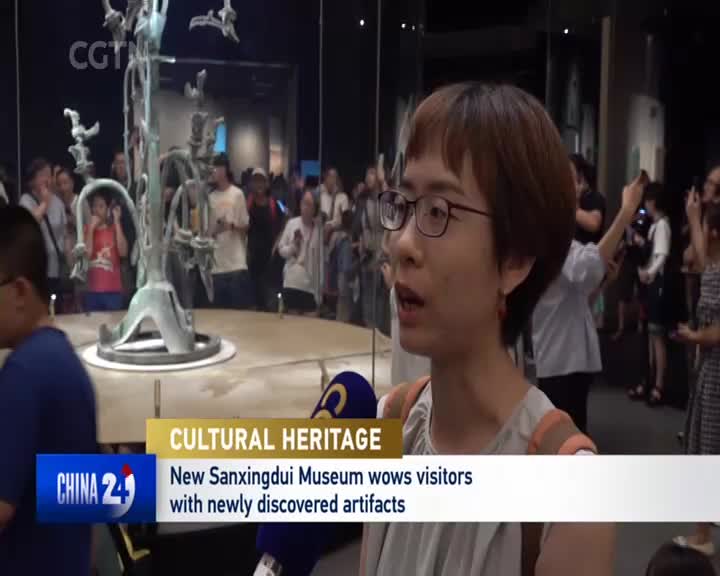 CGTN
CULTURAL HERITAGE
New Sanxingdui Museum wows visitors
with newly discovered artifacts
CHINA 24